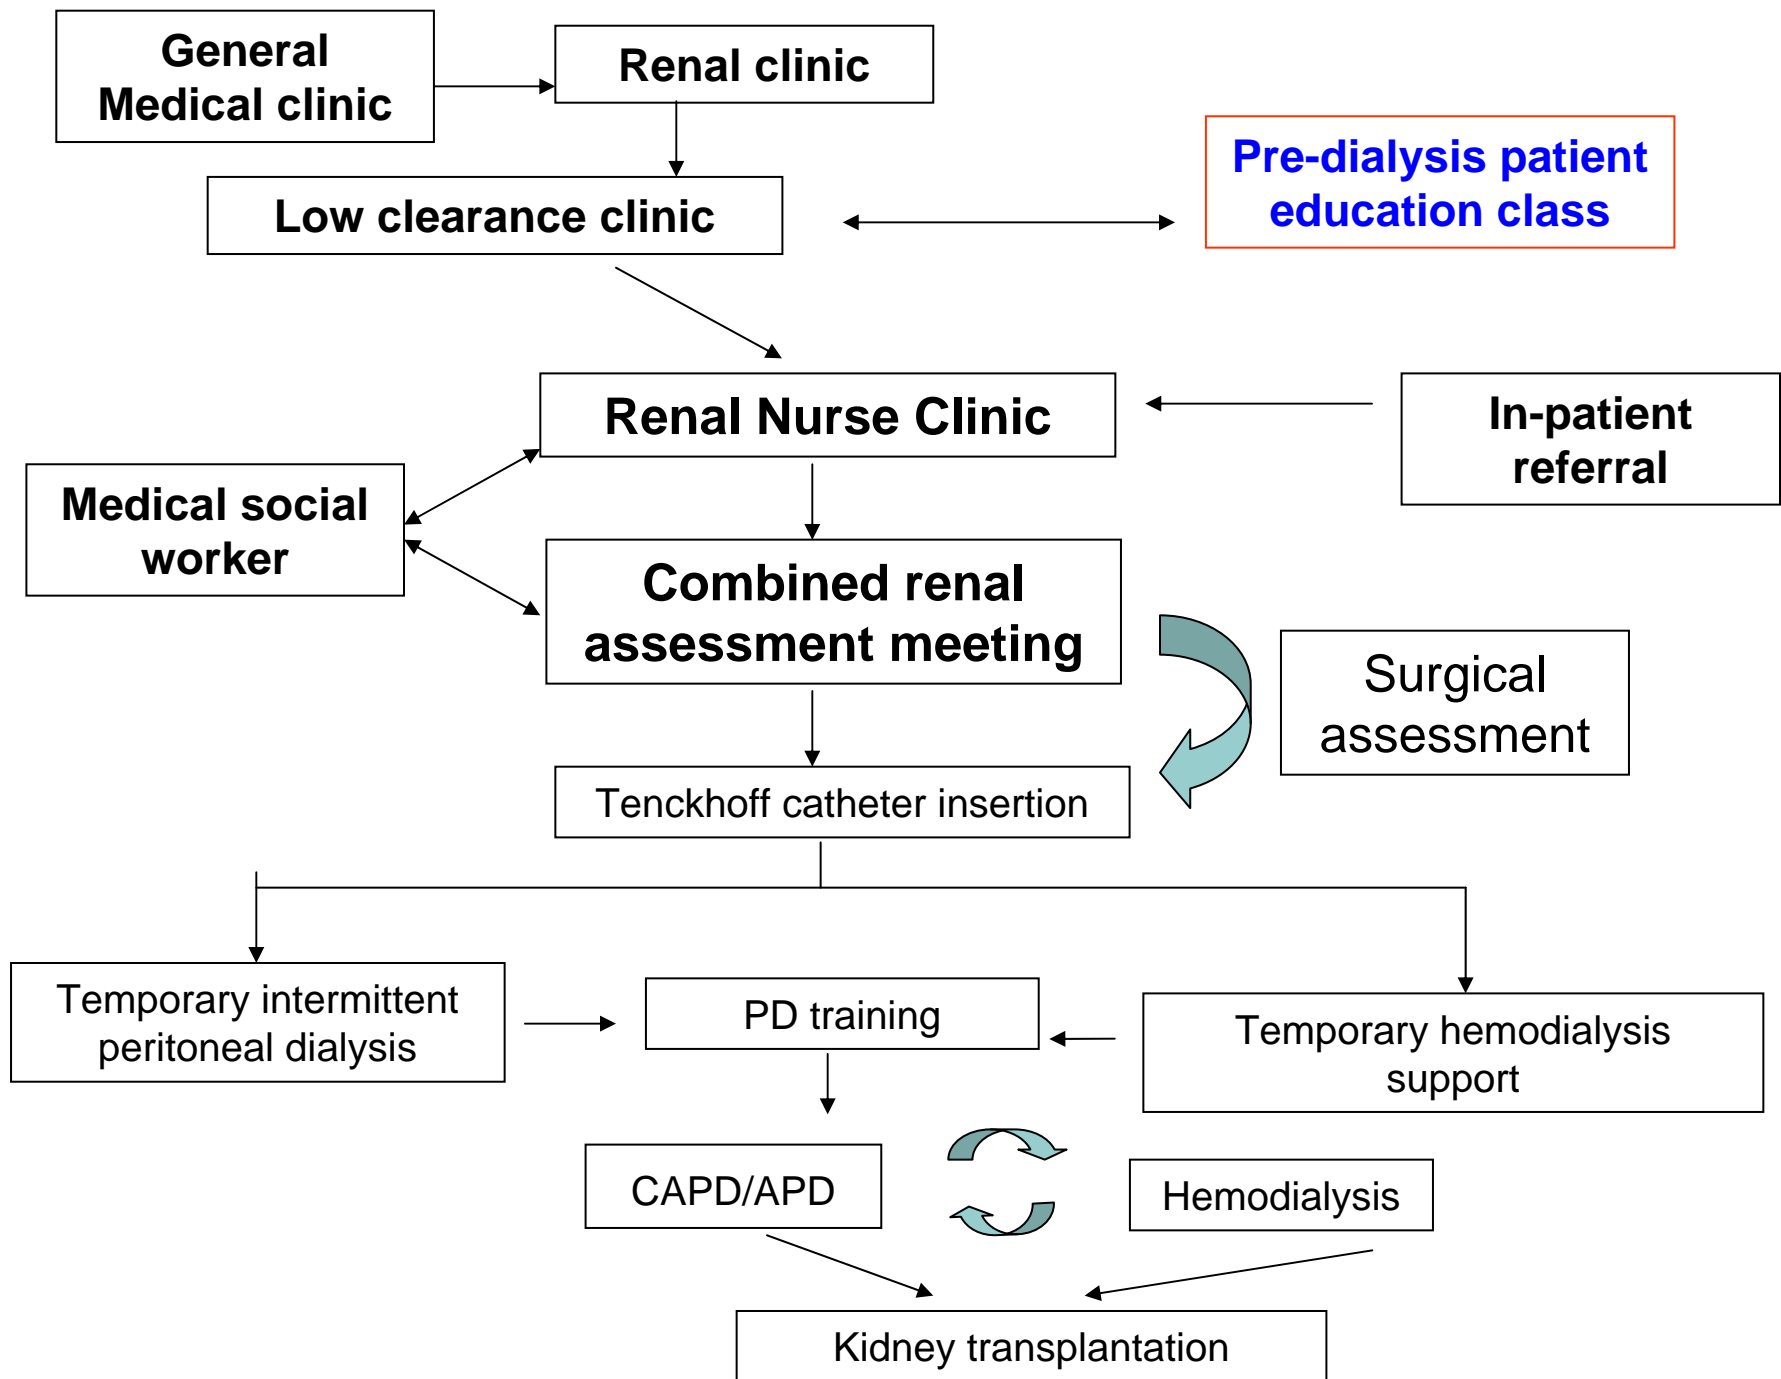 General
Medical clinic
Renal clinic
Low clearance clinic
Pre-dialysis patient
education class
Renal Nurse Clinic
In-patient
referral
Medical social
worker
Combined renal
assessment meeting
Surgical
assessment
Tenckhoff catheter insertion
Temporary intermittent
peritoneal dialysis
PD training
Temporary hemodialysis
support
CAPD/APD
Hemodialysis
Kidney transplantation